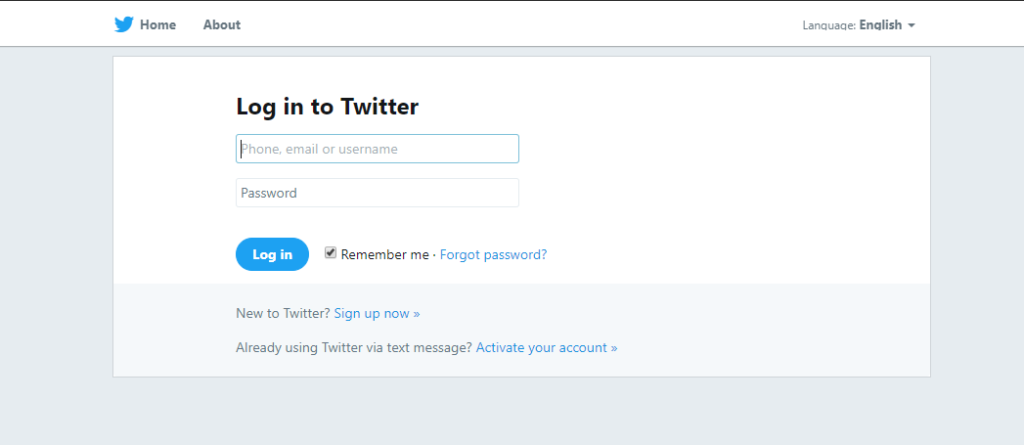 Home About Language: English
Log in to Twitter
Phone, email or username
Password
Log in Remember me · Forgot password?
New to Twitter? Sign up now »
Already using Twitter via text message? Activate your account »